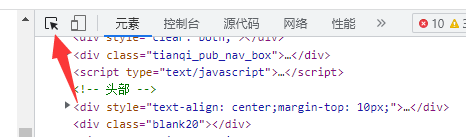 元素 控制台 源代码 网络 性能 »
<div style="clear: both;"></div>
<div class="tianqi_pub_nav_box">…</div>
<script type="text/javascript">…</script>
<!-- 头部 -->
<div style="text-align: center;margin-top: 10px;">…</div>
<div class="blank20"></div>